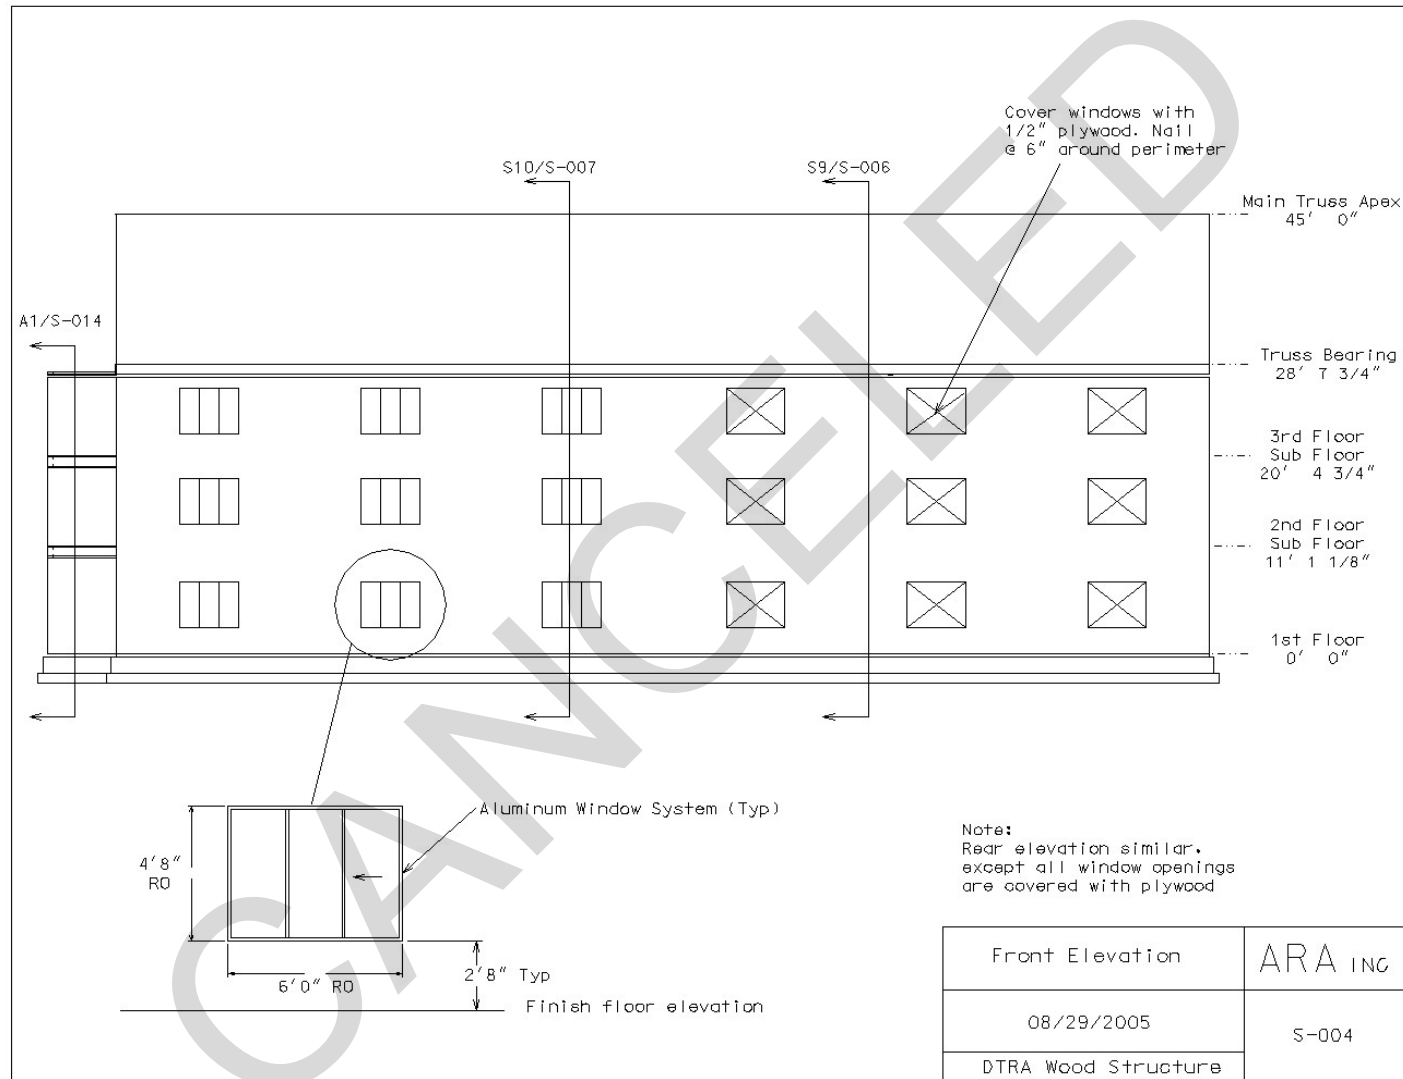 Cover windows with
1/2" plywood. Nail
@ 6" around perimeter
S10/S-007
S9/S-006
Main Truss Apex
45' 0"
A1/S-014
Truss Bearing
28' 7 3/4"
3rd Floor
Sub Floor
20' 4 3/4"
2nd Floor
Sub Floor
11' 1 1/8"
1st Floor
0' 0"
CANCELED
Aluminum Window System (Typ)
4'8"
RO
6'0" RO
2'8" Typ
Finish floor elevation
Note:
Rear elevation similar.
except all window openings
are covered with plywood
Front Elevation
ARA INC
08/29/2005
S-004
DTRA Wood Structure